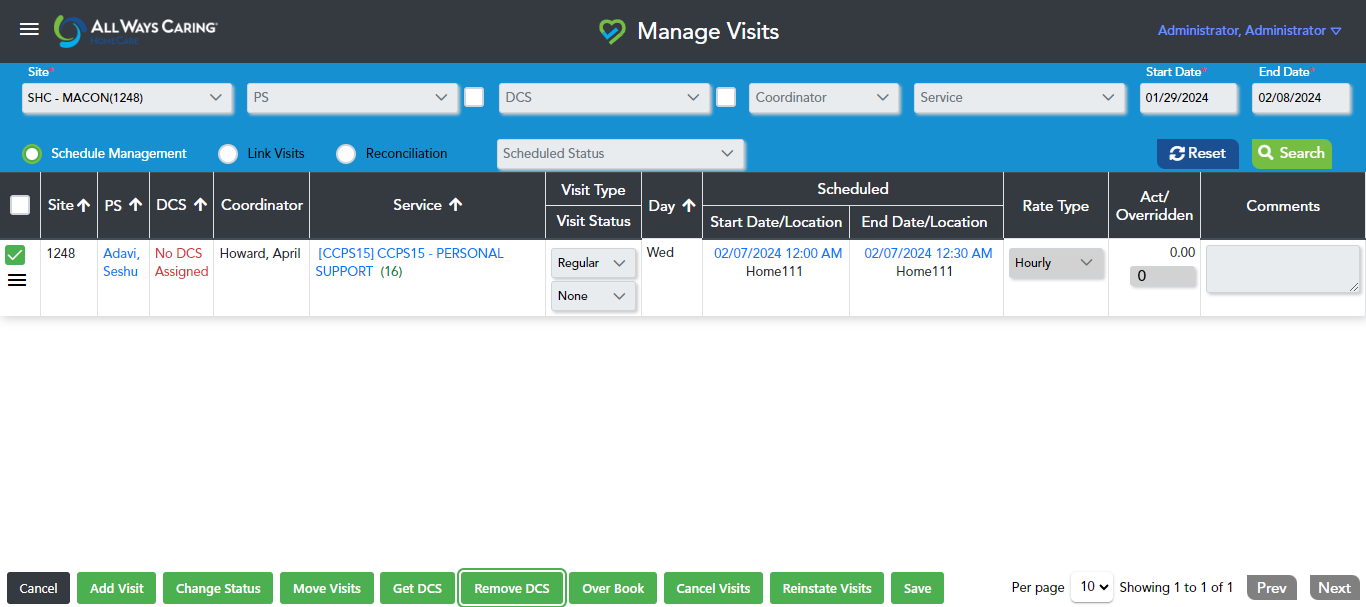 ALL WAYS CARING
HOMECARE
Manage Visits
Administrator, Administrator
Site*
Start Date*
End Date*
SHC - MACON(1248)
PS
DCS
Coordinator
Service
01/29/2024
02/08/2024
Schedule Management
Link Visits
Reconciliation
Scheduled Status
Reset
Search
Site
PS
DCS
Coordinator
Service
Visit Type
Visit Status
Day
Scheduled
Start Date/Location
End Date/Location
Rate Type
Act/
Overridden
Comments
1248
Adavi,
Seshu
No DCS
Assigned
Howard, April
[CCPS15] CCPS15 - PERSONAL
SUPPORT (16)
Regular
None
Wed
02/07/2024 12:00 AM
Home111
02/07/2024 12:30 AM
Home111
Hourly
0.00
0
Cancel
Add Visit
Change Status
Move Visits
Get DCS
Remove DCS
Over Book
Cancel Visits
Reinstate Visits
Save
Per page
10
Showing 1 to 1 of 1
Prev
Next